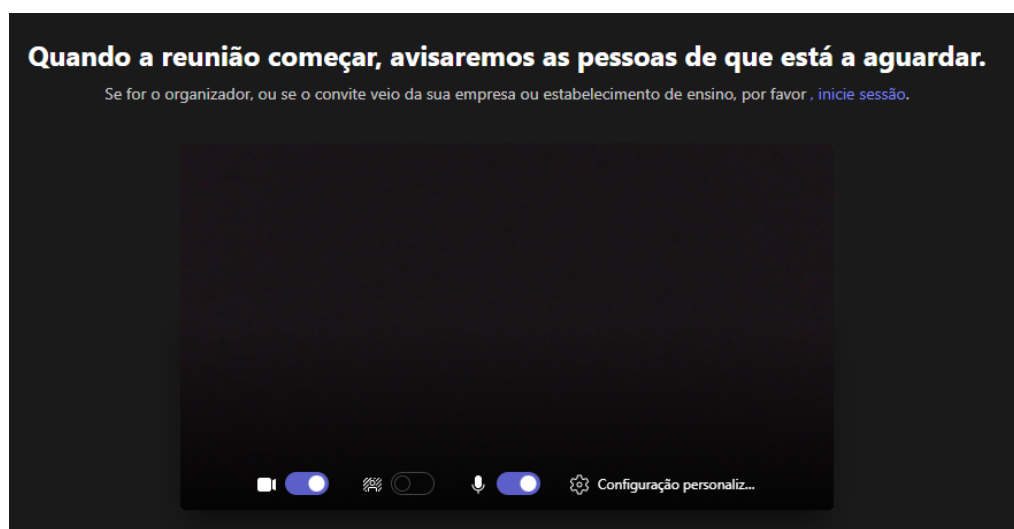 Quando a reunião começar, avisaremos as pessoas de que está a aguardar.
Se for o organizador, ou se o convite veio da sua empresa ou estabelecimento de ensino, por favor , inicie sessão.
Configuração personaliz...